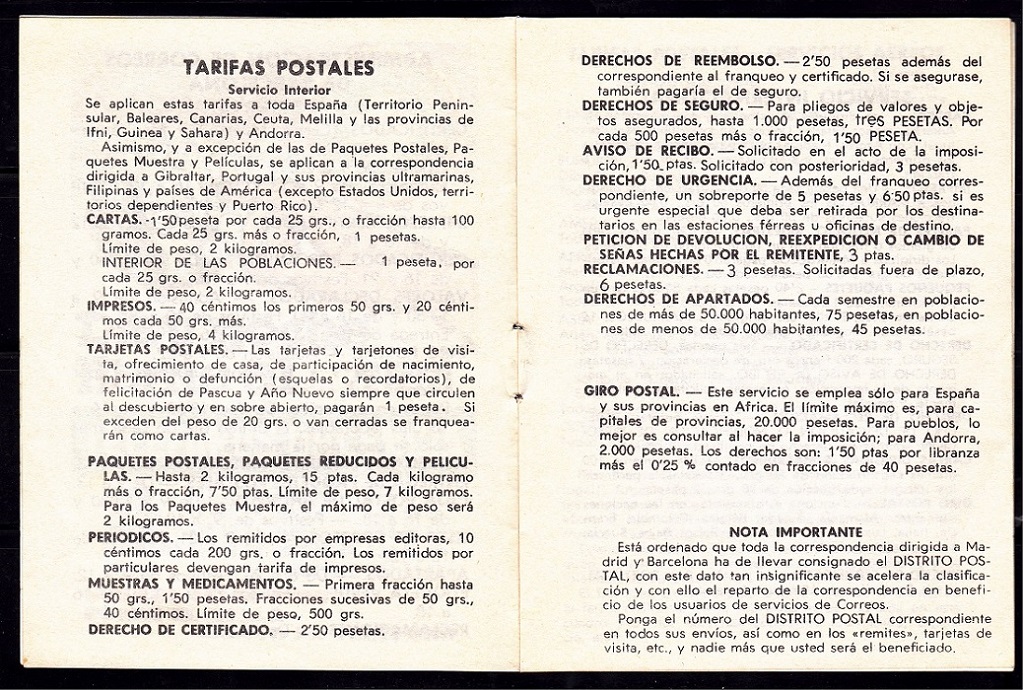 TARIFAS POSTALES
Servicio Interior
Se aplican estas tarifas a toda España (Territorio Penin-
sular, Baleares, Canarias, Ceuta, Melilla y las provincias de
Ifni, Guinea y Sahara) y Andorra.
Asimismo, y a excepción de las de Paquetes Postales, Pa-
quetes Muestra y Películas, se aplican a la correspondencia
dirigida a Gibraltar, Portugal y sus provincias ultramarinas,
Filipinas y países de América (excepto Estados Unidos, terri-
torios dependientes y Puerto Rico).
CARTAS. -1'50 peseta por cada 25 grs., o fracción hasta 100
gramos. Cada 25 grs. más o fracción, 1 pesetas.
Límite de peso, 2 kilogramos.
INTERIOR DE LAS POBLACIONES. — 1 peseta. por
cada 25 grs. o fracción.
Límite de peso, 2 kilogramos.
IMPRESOS. — 40 céntimos los primeros 50 grs. y 20 cénti-
mos cada 50 grs. más.
Límite de peso, 4 kilogramos.
TARJETAS POSTALES. — Las tarjetas y tarjetones de visi-
ta, ofrecimiento de casa, de participación de nacimiento,
matrimonio o defunción (esquelas o recordatorios), de
felicitación de Pascua y Año Nuevo siempre que circulen
al descubierto y en sobre abierto, pagarán 1 peseta. Si
exceden del peso de 20 grs. o van cerradas se franquea-
rán como cartas.
PAQUETES POSTALES, PAQUETES REDUCIDOS Y PELICU-
LAS. — Hasta 2 kilogramos, 15 ptas. Cada kilogramo
más o fracción, 7'50 ptas. Límite de peso, 7 kilogramos.
Para los Paquetes Muestra, el máximo de peso será
2 kilogramos.
PERIODICOS. — Los remitidos por empresas editoras, 10
céntimos cada 200 grs. o fracción. Los remitidos por
particulares devengan tarifa de impresos.
MUESTRAS Y MEDICAMENTOS. — Primera fracción hasta
50 grs., 1'50 pesetas. Fracciones sucesivas de 50 grs.,
40 céntimos. Límite de peso, 500 grs.
DERECHO DE CERTIFICADO. — 2'50 pesetas.
DERECHOS DE REEMBOLSO. — 2'50 pesetas además del
correspondiente al franqueo y certificado. Si se asegurase,
también pagaría el de seguro.
DERECHOS DE SEGURO. — Para pliegos de valores y obje-
tos asegurados, hasta 1.000 pesetas, tres PESETAS. Por
cada 500 pesetas más o fracción, 1'50 PESETA.
AVISO DE RECIBO. — Solicitado en el acto de la imposi-
ción, 1'50 ptas. Solicitado con posterioridad, 3 pesetas.
DERECHO DE URGENCIA. — Además del franqueo corres-
pondiente, un sobreporte de 5 pesetas y 6'50 ptas. si es
urgente especial que deba ser retirada por los destina-
tarios en las estaciones férreas u oficinas de destino.
PETICION DE DEVOLUCION, REEXPEDICION O CAMBIO DE
SEÑAS HECHAS POR EL REMITENTE, 3 ptas.
RECLAMACIONES. — 3 pesetas. Solicitadas fuera de plazo,
6 pesetas.
DERECHOS DE APARTADOS. — Cada semestre en poblacio-
nes de más de 50.000 habitantes, 75 pesetas, en poblacio-
nes de menos de 50.000 habitantes, 45 pesetas.
GIRO POSTAL. — Este servicio se emplea sólo para España
y sus provincias en Africa. El límite máximo es, para ca-
pitales de provincias, 20.000 pesetas. Para pueblos, lo
mejor es consultar al hacer la imposición; para Andorra,
2.000 pesetas. Los derechos son: 1'50 ptas por libranza
más el 0'25 % contado en fracciones de 40 pesetas.
NOTA IMPORTANTE
Está ordenado que toda la correspondencia dirigida a Ma-
drid y Barcelona ha de llevar consignado el DISTRITO POS-
TAL, con este dato tan insignificante se acelera la clasifica-
ción y con ello el reparto de la correspondencia en benefi-
cio de los usuarios de servicios de Correos.
Ponga el número del DISTRITO POSTAL correspondiente
en todos sus envíos, así como en los «remites», tarjetas de
visita, etc., y nadie más que usted será el beneficiado.